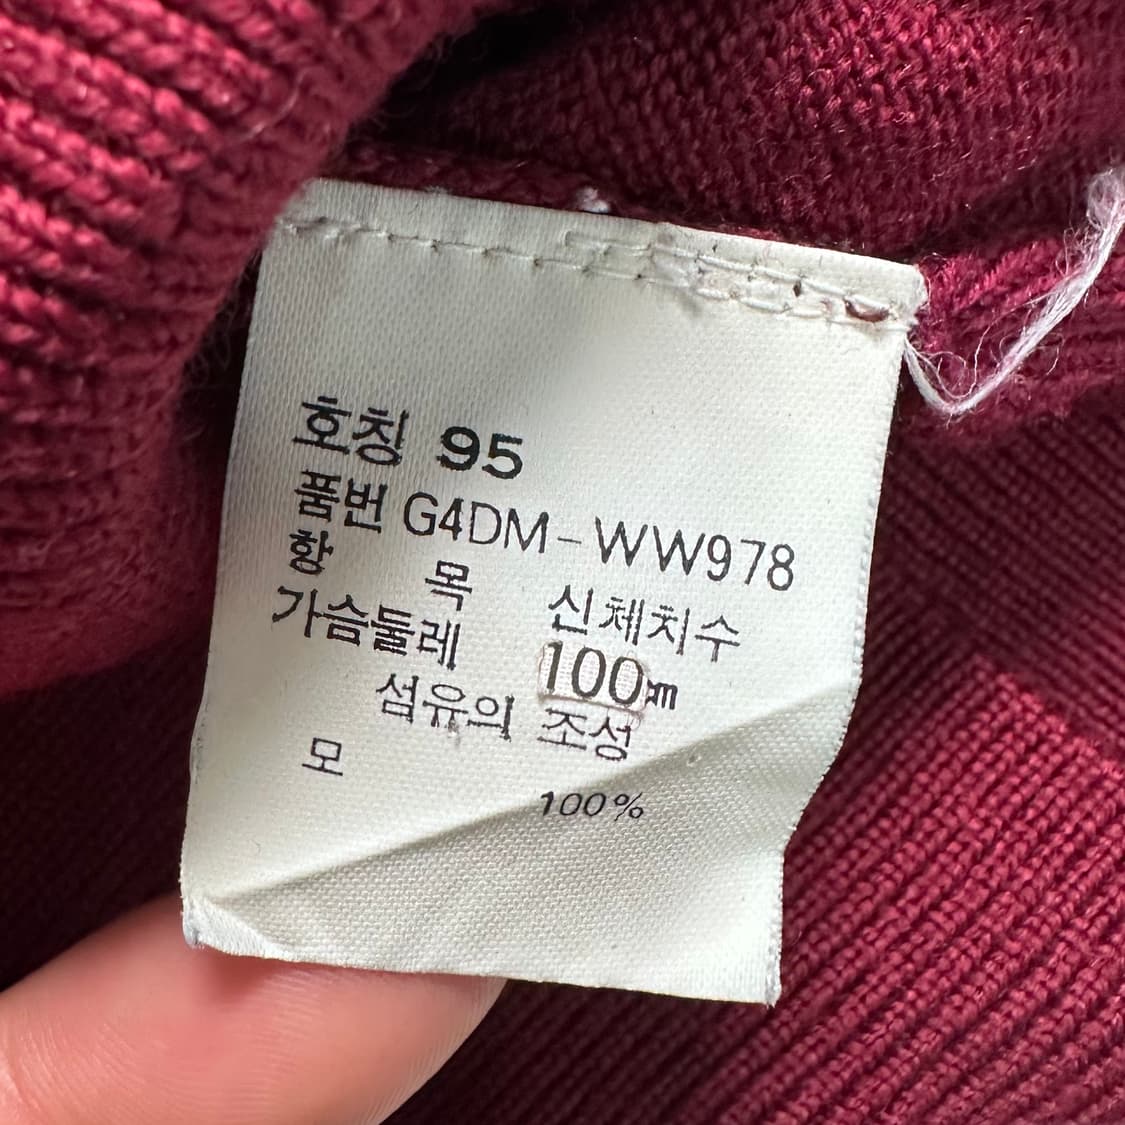 호칭 95
품번 G4DM-WW978
항 목 신체치수
가슴둘레 100㎝
섬유의 조성
모 100%